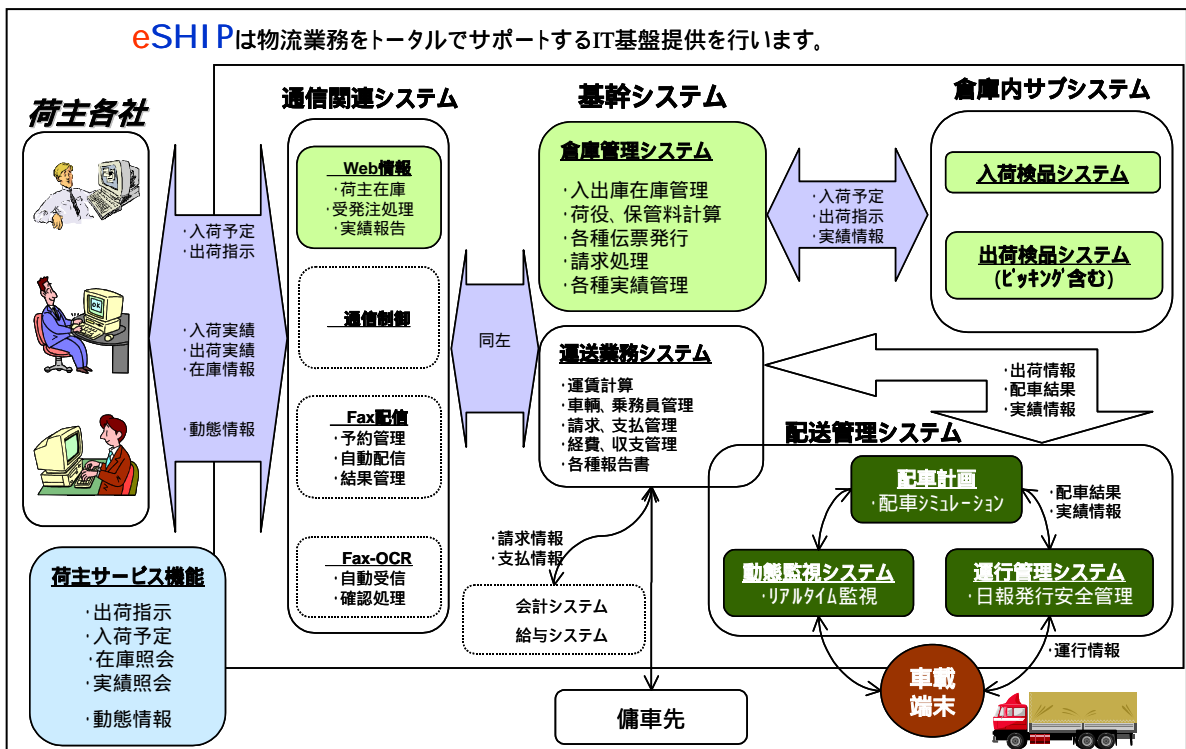 eSHIPは物流業務をトータルでサポートするIT基盤提供を行います。
荷主各社
通信関連システム
基幹システム
倉庫内サブシステム
Web情報
·荷主在庫
·受発注処理
·実績報告
倉庫管理システム
·入出庫在庫管理
·荷役、保管料計算
·各種伝票発行
·請求処理
·各種実績管理
·入荷予定
·出荷指示
·実績情報
入荷検品システム
出荷検品システム
(ﾋﾟｯｷﾝｸﾞ含む)
·入荷予定
·出荷指示
·入荷実績
·出荷実績
·在庫情報
·動態情報
通信制御
同左
運送業務システム
·運賃計算
·車輌、乗務員管理
·請求、支払管理
·経費、収支管理
·各種報告書
·出荷情報
·配車結果
·実績情報
Fax配信
·予約管理
·自動配信
·結果管理
配送管理システム
配車計画
·配車ｼﾐｭﾚｰｼｮﾝ
·配車結果
·実績情報
Fax-OCR
·自動受信
·確認処理
·請求情報
·支払情報
会計システム
給与システム
動態監視システム
·ﾘｱﾙﾀｲﾑ監視
運行管理システム
·日報発行安全管理
·運行情報
荷主サービス機能
·出荷指示
·入荷予定
·在庫照会
·実績照会
·動態情報
傭車先
車載
端末
OK